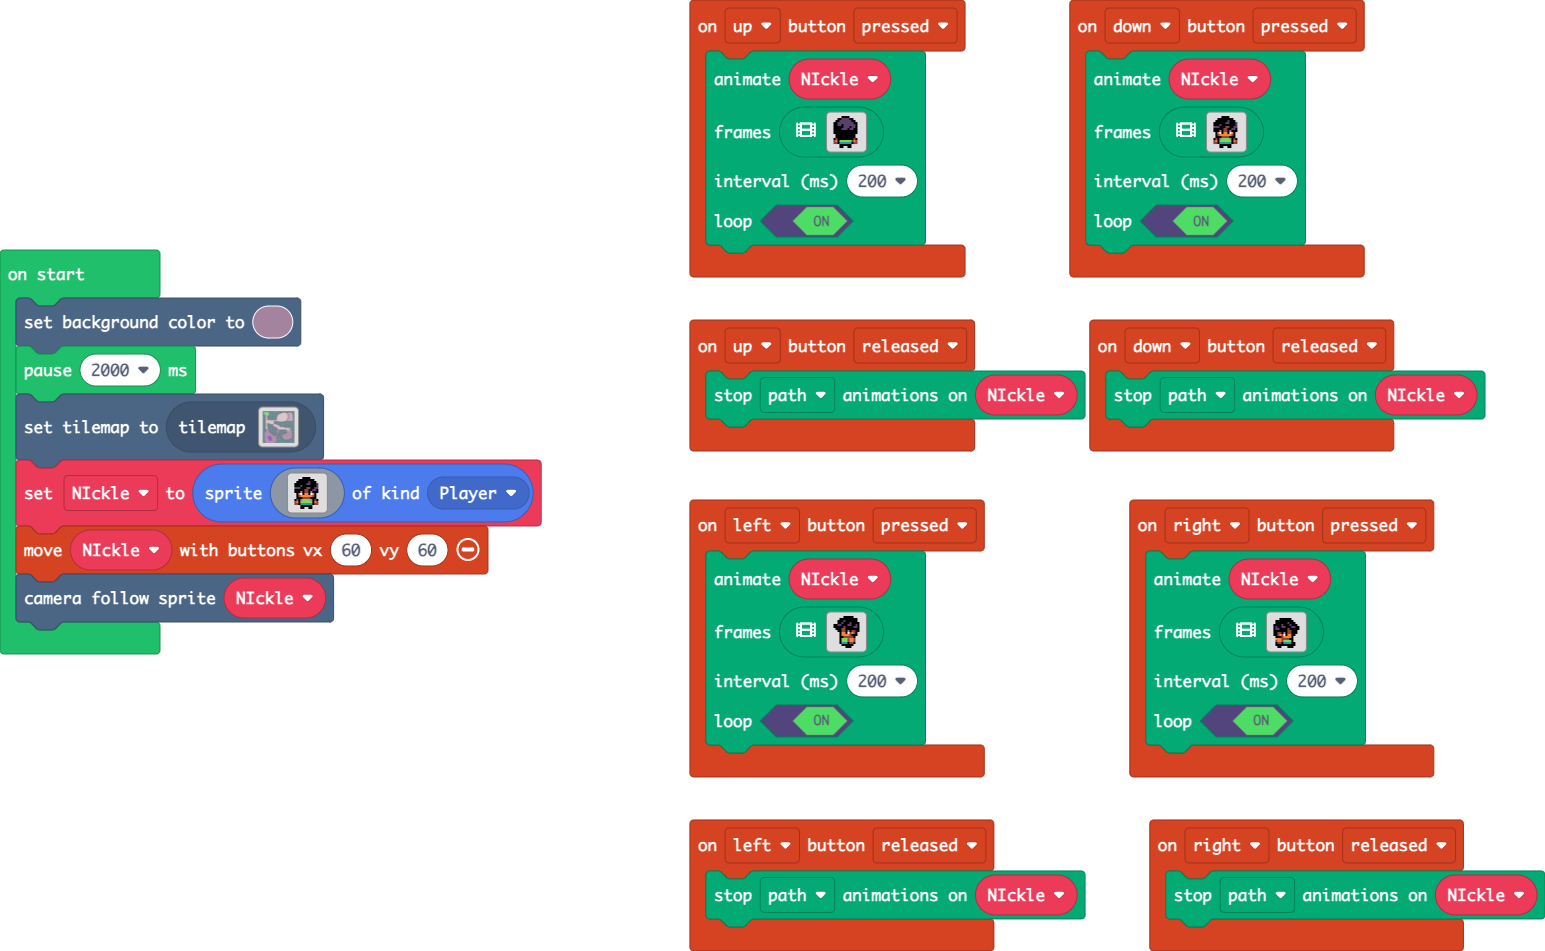 on start
set background color to
pause 2000 ms
set tilemap to tilemap
set NIckle to sprite of kind Player
move NIckle with buttons vx 60 vy 60
camera follow sprite NIckle
on up button pressed
animate NIckle
frames
interval (ms) 200
loop ON
on down button pressed
animate NIckle
frames
interval (ms) 200
loop ON
on up button released
stop path animations on NIckle
on down button released
stop path animations on NIckle
on left button pressed
animate NIckle
frames
interval (ms) 200
loop ON
on right button pressed
animate NIckle
frames
interval (ms) 200
loop ON
on left button released
stop path animations on NIckle
on right button released
stop path animations on NIckle